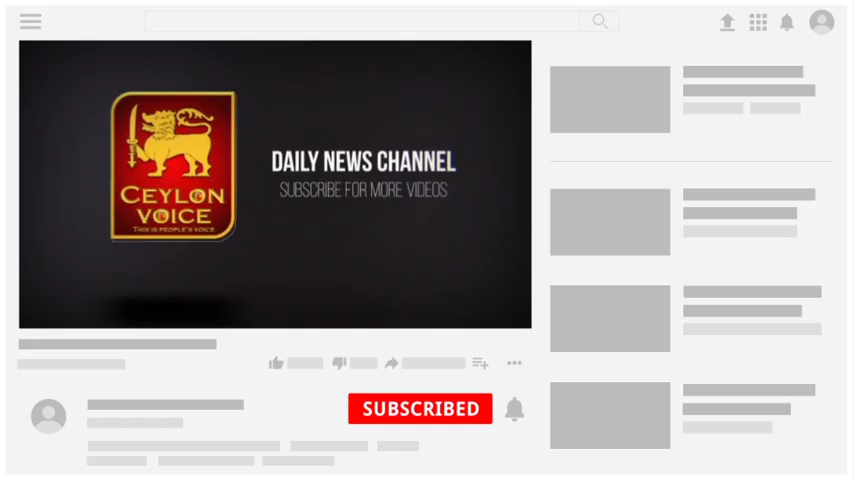 DAILY NEWS CHANNEL
SUBSCRIBE FOR MORE VIDEOS
CEYLON
VOICE
THIS IS PEOPLE'S VOICE
SUBSCRIBED